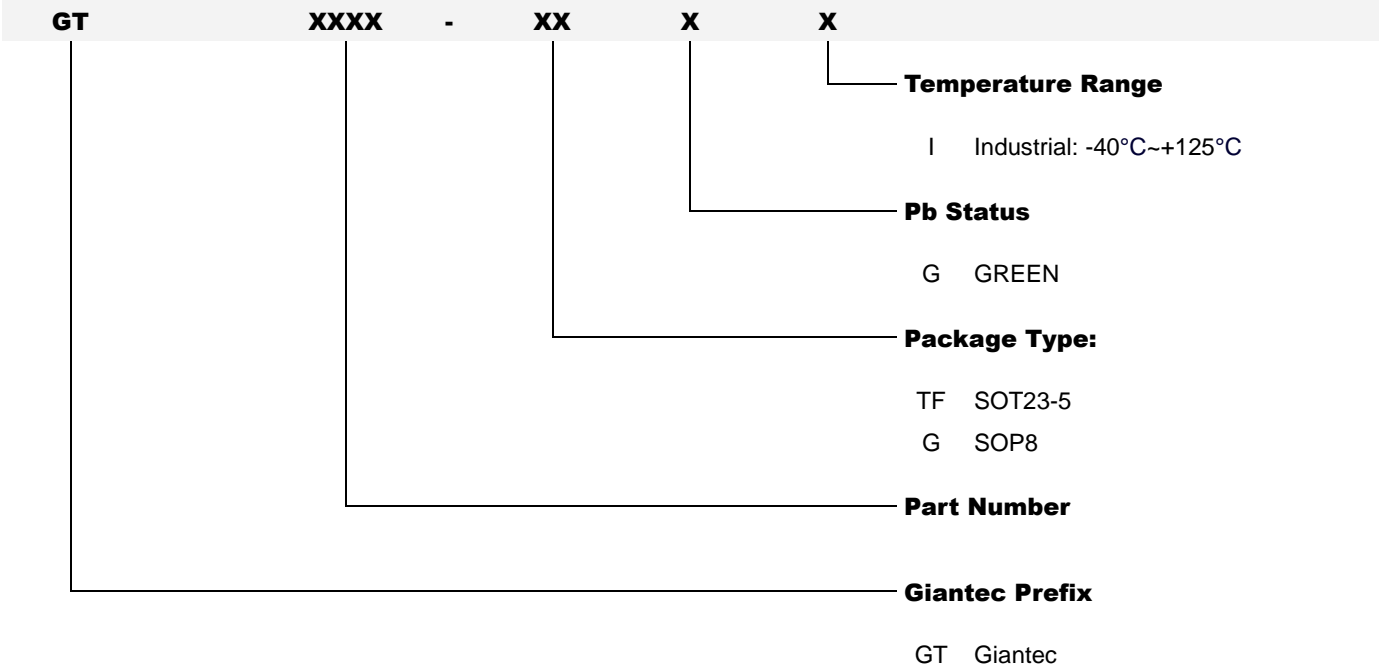 GT XXXX - XX X X
Temperature Range
I Industrial: -40°C~+125°C
Pb Status
G GREEN
Package Type:
TF SOT23-5
G SOP8
Part Number
Giantec Prefix
GT Giantec